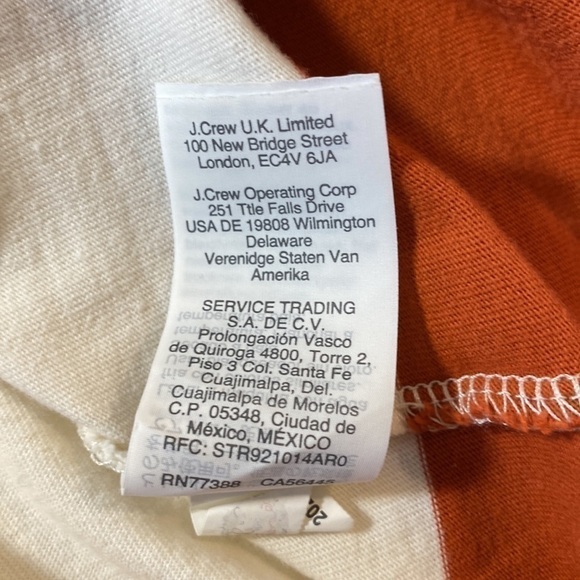 J.Crew U.K. Limited
100 New Bridge Street
London, EC4V 6JA
J.Crew Operating Corp
251 Ttle Falls Drive
USA DE 19808 Wilmington
Delaware
Verenidge Staten Van
Amerika
SERVICE TRADING
S.A. DE C.V.
Prolongación Vasco
de Quiroga 4800, Torre 2,
Piso 3 Col. Santa Fe
Cuajimalpa, Del.
Cuajimalpa de Morelos
C.P. 05348, Ciudad de
México, MÉXICO
RFC: STR921014AR0
RN77388 CA56445